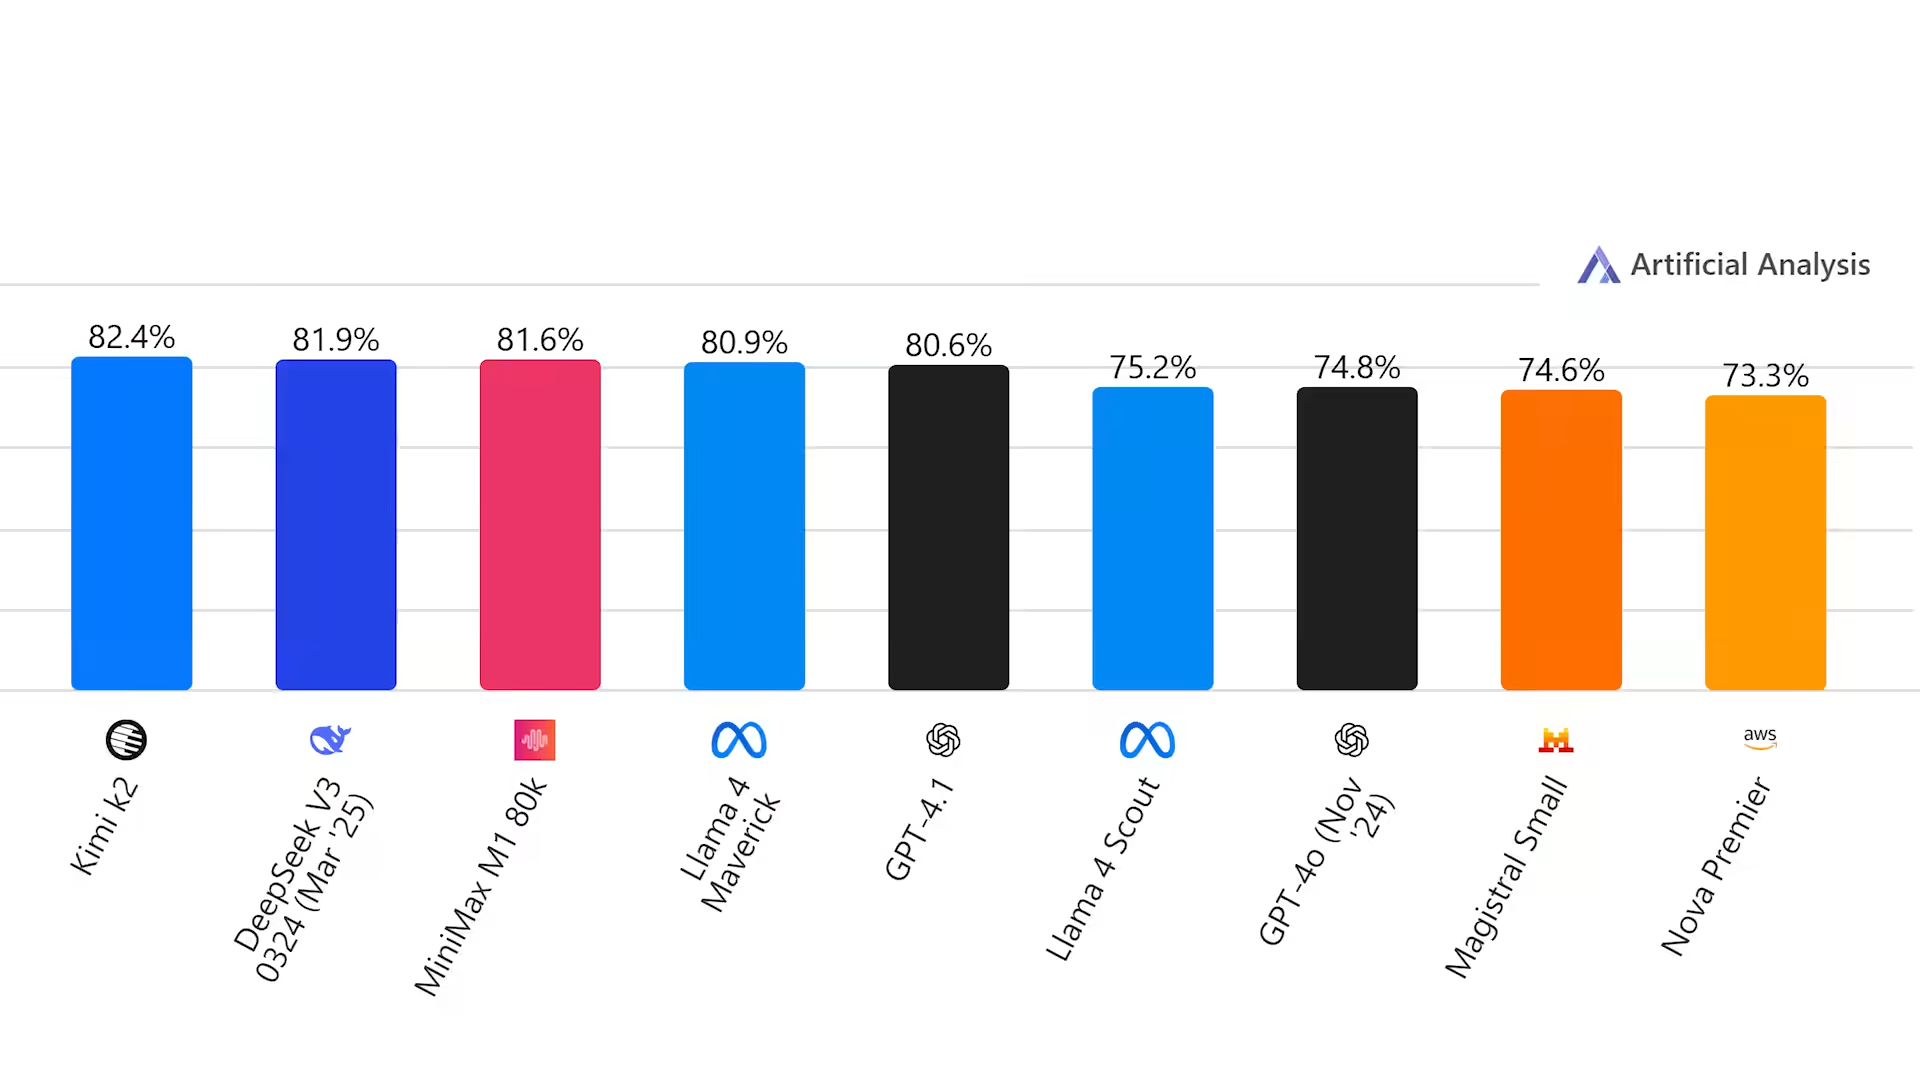 Artificial Analysis
82.4%
81.9%
81.6%
80.9%
80.6%
75.2%
74.8%
74.6%
73.3%
aws
Kimi k2
DeepSeek V3
0324 (Mar '25)
MiniMax M1 80k
Llama 4
Maverick
GPT-4.1
Llama 4 Scout
GPT-4o (Nov
'24)
Magistral Small
Nova Premier